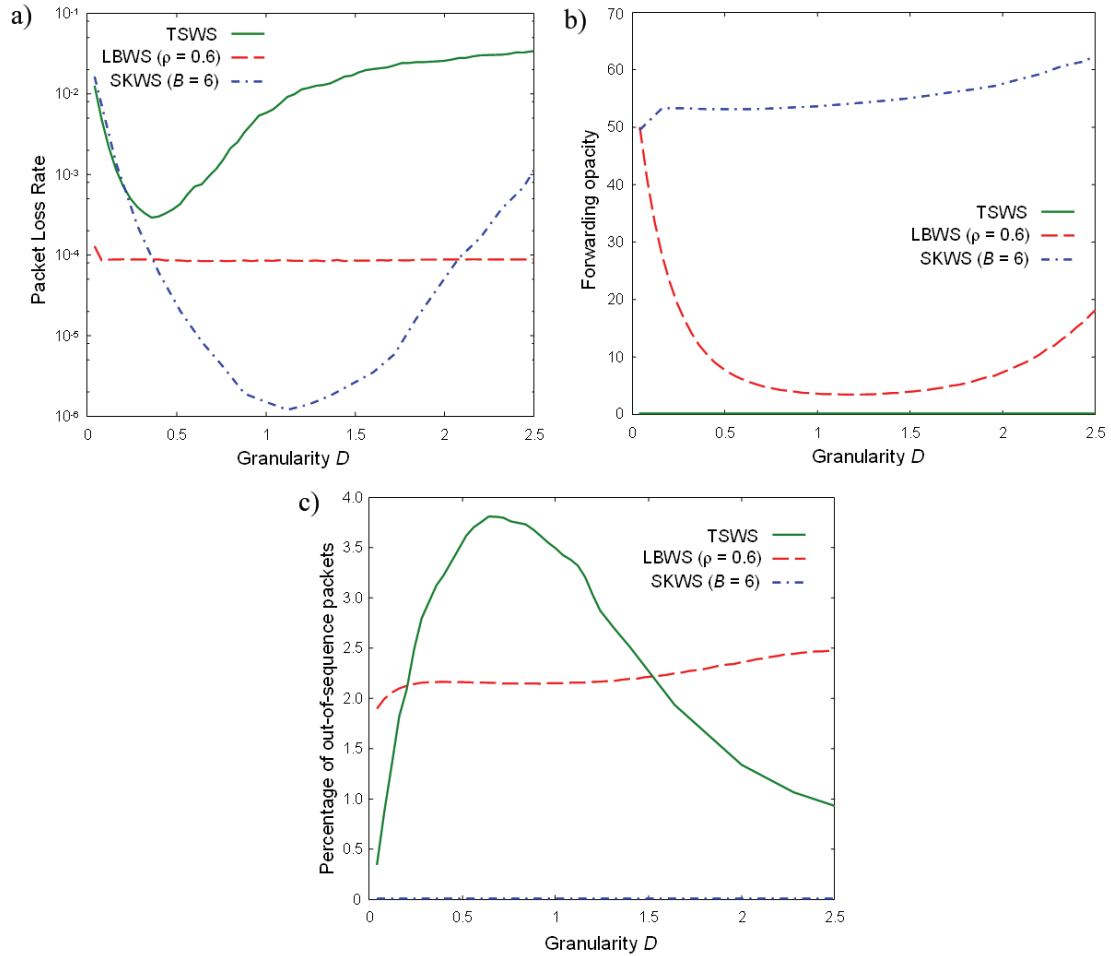 a)
Packet Loss Rate
10⁻¹
10⁻²
10⁻³
10⁻⁴
10⁻⁵
10⁻⁶
TSWS
LBWS (ρ = 0.6)
SKWS (B = 6)
0 0.5 1 1.5 2 2.5
Granularity D
b)
Forwarding opacity
70
60
50
40
30
20
10
0
TSWS
LBWS (ρ = 0.6)
SKWS (B = 6)
0 0.5 1 1.5 2 2.5
Granularity D
c)
Percentage of out-of-sequence packets
4.0
3.5
3.0
2.5
2.0
1.5
1.0
0.5
0
TSWS
LBWS (ρ = 0.6)
SKWS (B = 6)
0 0.5 1 1.5 2 2.5
Granularity D